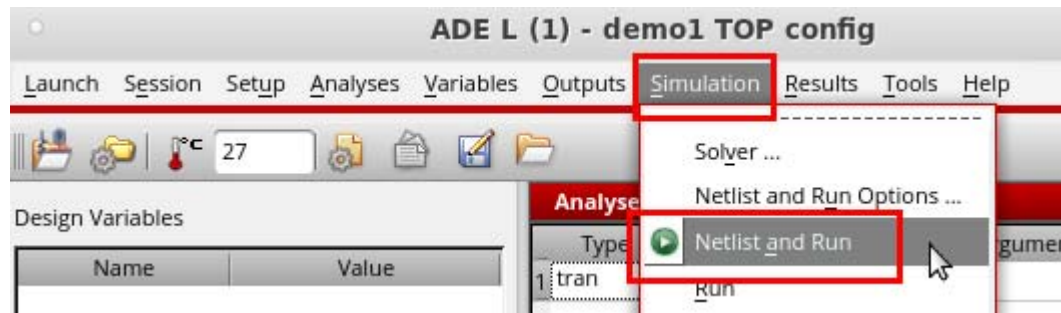 ADE L (1) - demo1 TOP config
Launch Session Setup Analyses Variables Outputs Simulation Results Tools Help
°C 27
Solver ...
Netlist and Run Options ...
Netlist and Run
Run
Design Variables
Name Value
Analyse
Type
1 tran